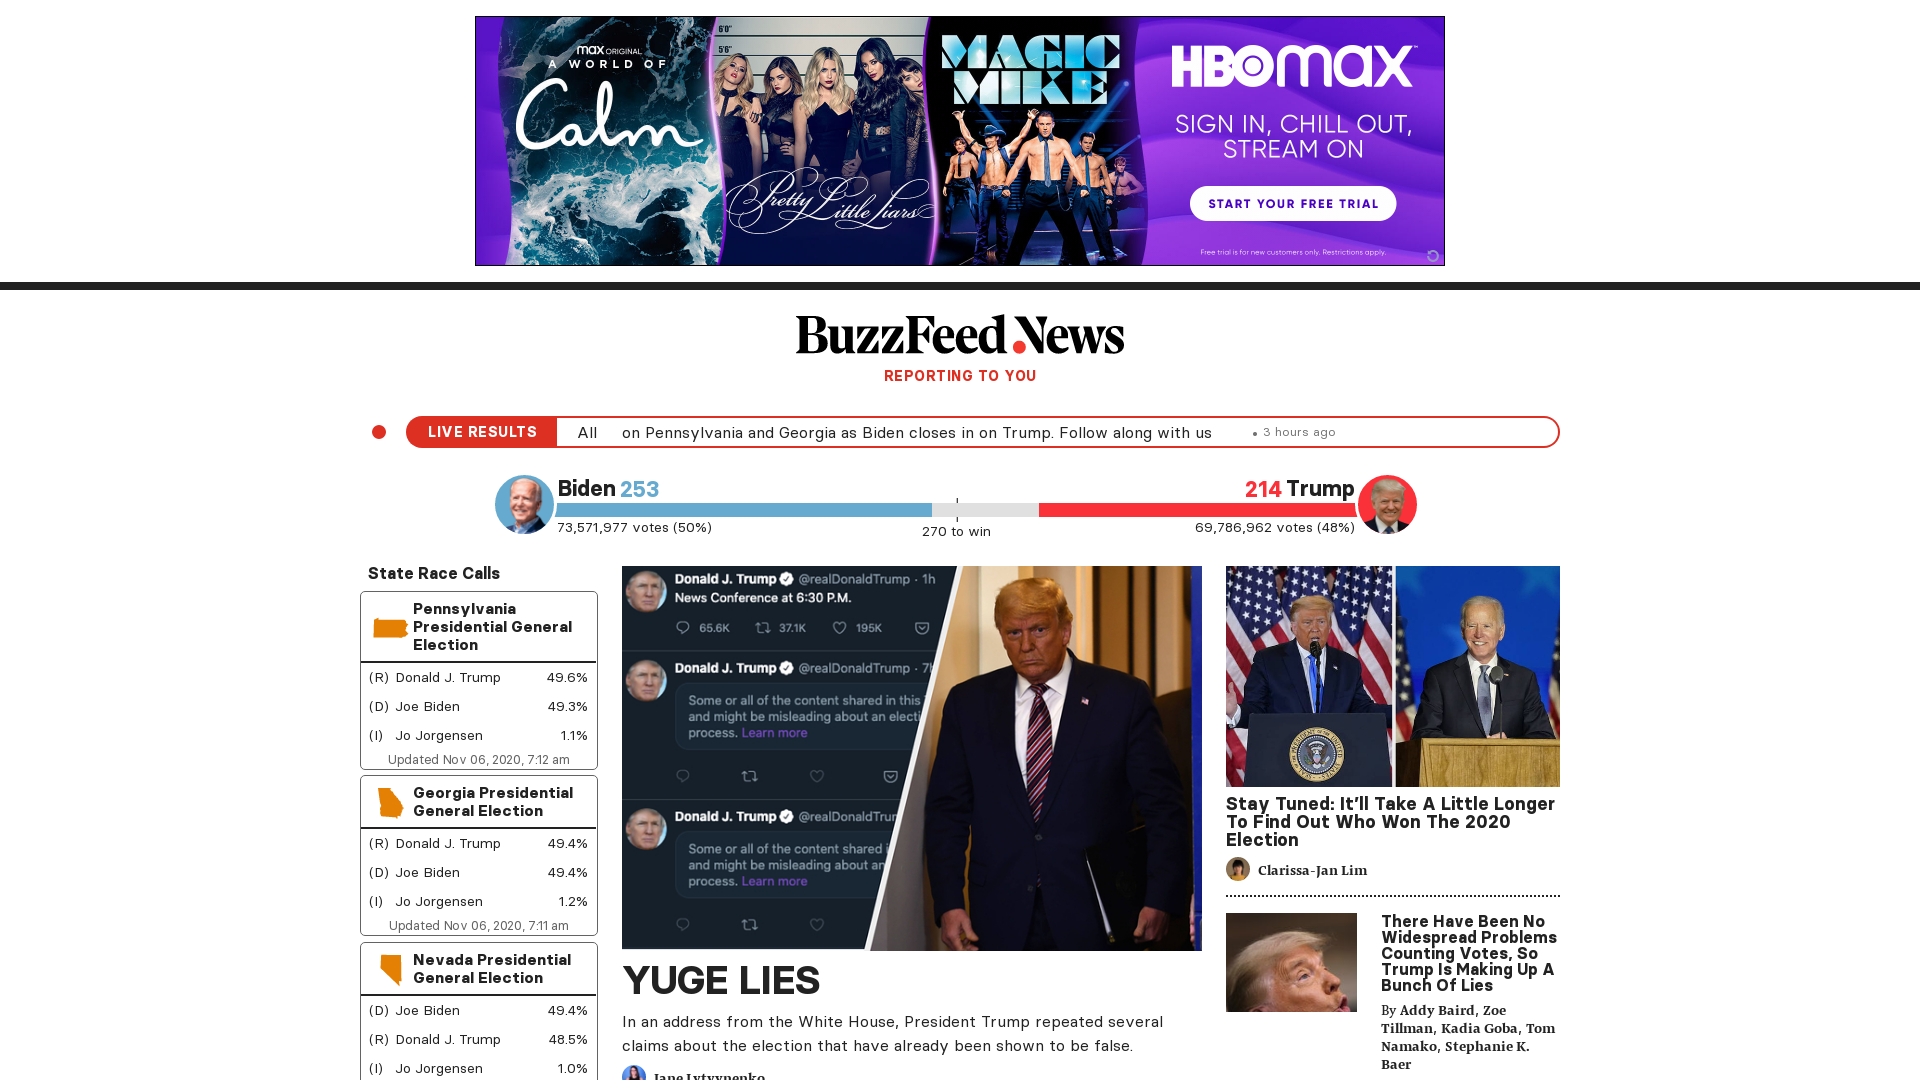 max ORIGINAL
A WORLD OF
Calm
6'0"
5'6"
Pretty Little Liars
MAGIC
MIKE
HBOmax
SIGN IN, CHILL OUT,
STREAM ON
START YOUR FREE TRIAL
Free trial is for new customers only. Restrictions apply.
BuzzFeed News
REPORTING TO YOU
LIVE RESULTS
All on Pennsylvania and Georgia as Biden closes in on Trump. Follow along with us • 3 hours ago
Biden 253
214 Trump
73,571,977 votes (50%)
270 to win
69,786,962 votes (48%)
State Race Calls
Pennsylvania
Presidential General
Election
(R) Donald J. Trump 49.6%
(D) Joe Biden 49.3%
(I) Jo Jorgensen 1.1%
Updated Nov 06, 2020, 7:12 am
Georgia Presidential
General Election
(R) Donald J. Trump 49.4%
(D) Joe Biden 49.4%
(I) Jo Jorgensen 1.2%
Updated Nov 06, 2020, 7:11 am
Nevada Presidential
General Election
(D) Joe Biden 49.4%
(R) Donald J. Trump 48.5%
(I) Jo Jorgensen 1.0%
Donald J. Trump @realDonaldTrump · 1h
News Conference at 6:30 P.M.
65.6K 37.1K 195K
Donald J. Trump @realDonaldTrump · 7h
Some or all of the content shared in this
and might be misleading about an electi
process. Learn more
Donald J. Trump @realDonaldTrum
Some or all of the content shared i
and might be misleading about an
process. Learn more
YUGE LIES
In an address from the White House, President Trump repeated several
claims about the election that have already been shown to be false.
Jane Lytvynenko
Stay Tuned: It’ll Take A Little Longer
To Find Out Who Won The 2020
Election
Clarissa-Jan Lim
There Have Been No
Widespread Problems
Counting Votes, So
Trump Is Making Up A
Bunch Of Lies
By Addy Baird, Zoe
Tillman, Kadia Goba, Tom
Namako, Stephanie K.
Baer